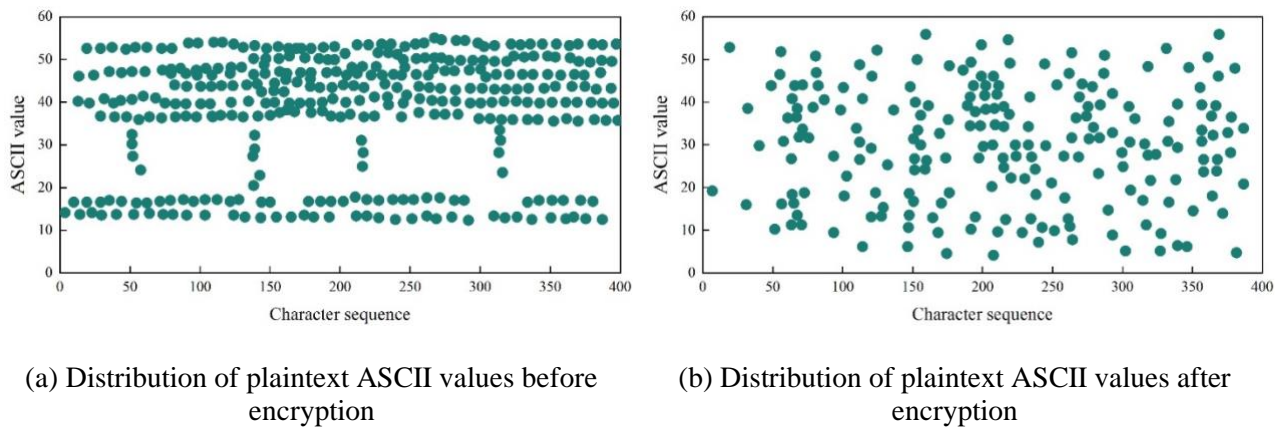 60
50
40
30
20
10
0
ASCII value
0 50 100 150 200 250 300 350 400
Character sequence
(a) Distribution of plaintext ASCII values before
encryption
60
50
40
30
20
10
0
ASCII value
0 50 100 150 200 250 300 350 400
Character sequence
(b) Distribution of plaintext ASCII values after
encryption